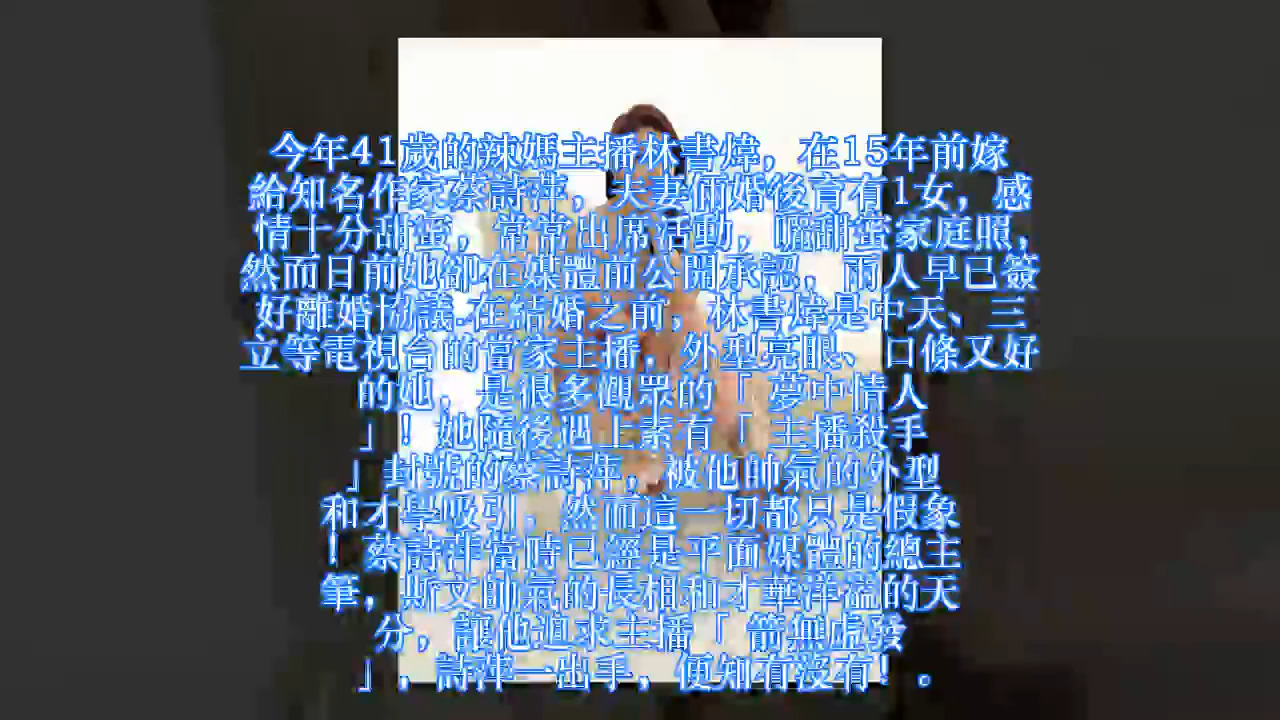 今年41歲的辣媽主播林書煒，在15年前嫁
給知名作家蔡詩萍，夫妻倆婚後育有1女，感
情十分甜蜜，常常出席活動，曬甜蜜家庭照，
然而日前她卻在媒體前公開承認，兩人早已簽
好離婚協議.在結婚之前，林書煒是中天、三
立等電視台的當家主播，外型亮眼、口條又好
的她，是很多觀眾的「 夢中情人
」！她隨後遇上素有「 主播殺手
」封號的蔡詩萍，被他帥氣的外型
和才學吸引，然而這一切都只是假象
！蔡詩萍當時已經是平面媒體的總主
筆，斯文帥氣的長相和才華洋溢的天
分，讓他追求主播「 箭無虛發
」，詩萍一出手，便知有沒有！.